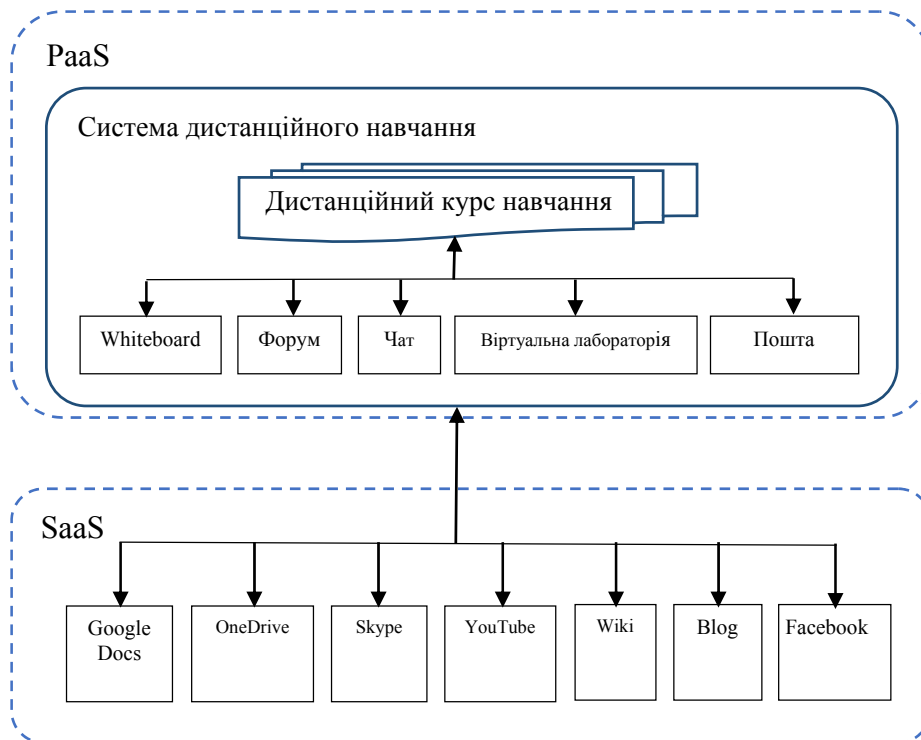 PaaS
Система дистанційного навчання
Дистанційний курс навчання
Whiteboard
Форум
Чат
Віртуальна лабораторія
Пошта
SaaS
Google
Docs
OneDrive
Skype
YouTube
Wiki
Blog
Facebook